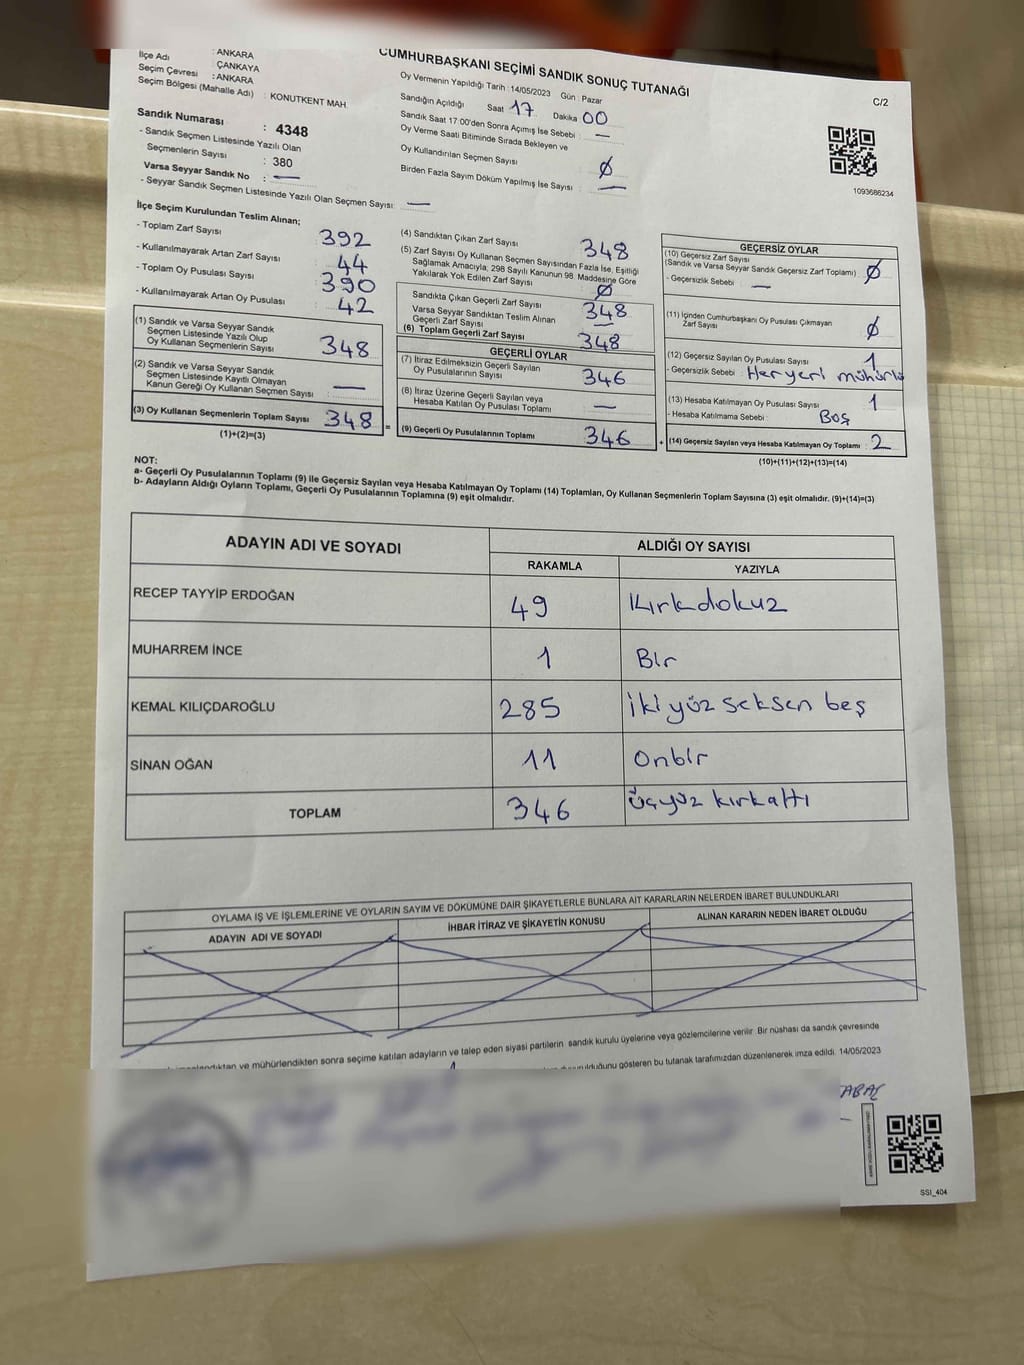 CUMHURBAŞKANI SEÇİMİ SANDIK SONUÇ TUTANAĞI
C/2
: ANKARA
İlçe Adı : ÇANKAYA
Seçim Çevresi : ANKARA
Seçim Bölgesi (Mahalle Adı) : KONUTKENT MAH.
Oy Vermenin Yapıldığı Tarih : 14/05/2023 Gün : Pazar
Sandığın Açıldığı Saat 17 Dakika 00
Sandık Saat 17:00'den Sonra Açımış İse Sebebi : —
Oy Verme Saati Bitiminde Sırada Bekleyen ve
Oy Kullandırılan Seçmen Sayısı : Ø
Birden Fazla Sayım Döküm Yapılmış İse Sayısı : —
1093686234
Sandık Numarası : 4348
- Sandık Seçmen Listesinde Yazılı Olan
Seçmenlerin Sayısı : 380
Varsa Seyyar Sandık No : —
- Seyyar Sandık Seçmen Listesinde Yazılı Olan Seçmen Sayısı: —
İlçe Seçim Kurulundan Teslim Alınan;
- Toplam Zarf Sayısı : 392
- Kullanılmayarak Artan Zarf Sayısı : 44
- Toplam Oy Pusulası Sayısı : 390
- Kullanılmayarak Artan Oy Pusulası : 42
(1) Sandık ve Varsa Seyyar Sandık
Seçmen Listesinde Yazılı Olup
Oy Kullanan Seçmenlerin Sayısı : 348
(2) Sandık ve Varsa Seyyar Sandık
Seçmen Listesinde Kayıtlı Olmayan
Kanun Gereği Oy Kullanan Seçmen Sayısı : —
(3) Oy Kullanan Seçmenlerin Toplam Sayısı : 348 =
(1)+(2)=(3)
(4) Sandıktan Çıkan Zarf Sayısı : 348
(5) Zarf Sayısı Oy Kullanan Seçmen Sayısından Fazla İse, Eşitliği
Sağlamak Amacıyla; 298 Sayılı Kanunun 98. Maddesine Göre
Yakılarak Yok Edilen Zarf Sayısı : Ø
Sandıkta Çıkan Geçerli Zarf Sayısı : 348
Varsa Seyyar Sandıktan Teslim Alınan
Geçerli Zarf Sayısı : —
(6) Toplam Geçerli Zarf Sayısı : 348
GEÇERLİ OYLAR
(7) İtiraz Edilmeksizin Geçerli Sayılan
Oy Pusulalarının Sayısı : 346
(8) İtiraz Üzerine Geçerli Sayılan veya
Hesaba Katılan Oy Pusulası Toplamı : —
(9) Geçerli Oy Pusulalarının Toplamı : 346 +
GEÇERSİZ OYLAR
(10) Geçersiz Zarf Sayısı
(Sandık ve Varsa Seyyar Sandık Geçersiz Zarf Toplamı) : Ø
- Geçersizlik Sebebi : —
(11) İçinden Cumhurbaşkanı Oy Pusulası Çıkmayan
Zarf Sayısı : Ø
(12) Geçersiz Sayılan Oy Pusulası Sayısı : 1
- Geçersizlik Sebebi : Her yeri mühürlü
(13) Hesaba Katılmayan Oy Pusulası Sayısı : 1
- Hesaba Katılmama Sebebi : Boş
(14) Geçersiz Sayılan veya Hesaba Katılmayan Oy Toplamı : 2
(10)+(11)+(12)+(13)=(14)
NOT:
a- Geçerli Oy Pusulalarının Toplamı (9) ile Geçersiz Sayılan veya Hesaba Katılmayan Oy Toplamı (14) Toplamları, Oy Kullanan Seçmenlerin Toplam Sayısına (3) eşit olmalıdır. (9)+(14)=(3)
b- Adayların Aldığı Oyların Toplamı, Geçerli Oy Pusulalarının Toplamına (9) eşit olmalıdır.
ADAYIN ADI VE SOYADI ALDIĞI OY SAYISI
RAKAMLA YAZIYLA
RECEP TAYYİP ERDOĞAN 49 Kırkdokuz
MUHARREM İNCE 1 Bir
KEMAL KILIÇDAROĞLU 285 İki yüz seksen beş
SİNAN OĞAN 11 Onbir
TOPLAM 346 Üçyüz kırkaltı
OYLAMA İŞ VE İŞLEMLERİNE VE OYLARIN SAYIM VE DÖKÜMÜNE DAİR ŞİKAYETLERLE BUNLARA AİT KARARLARIN NELERDEN İBARET BULUNDUKLARI
ADAYIN ADI VE SOYADI İHBAR İTİRAZ VE ŞİKAYETİN KONUSU ALINAN KARARIN NEDEN İBARET OLDUĞU
ve mühürlendikten sonra seçime katılan adayların ve talep eden siyasi partilerin sandık kurulu üyelerine veya gözlemcilerine verilir. Bir nüshası da sandık çevresinde
gösteren bu tutanak tarafımızdan düzenlenerek imza edildi. 14/05/2023
SSI_404